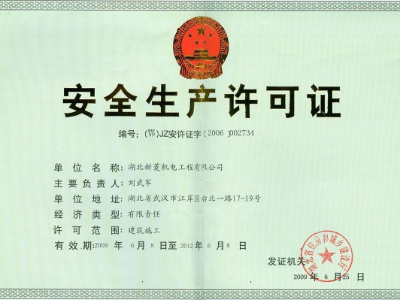 安全生产许可证
编号：(鄂)JZ安许证字〔2006〕002734
单位名称：湖北新菱机电工程有限公司
主要负责人：刘武军
单位地址：湖北省武汉市江岸区台北一路17-19号
经济类型：有限责任
许可范围：建筑施工
有效期：2009 年 6 月 9 日至 2012 年 6 月 8 日
发证机关：
2009 年 6 月 25 日